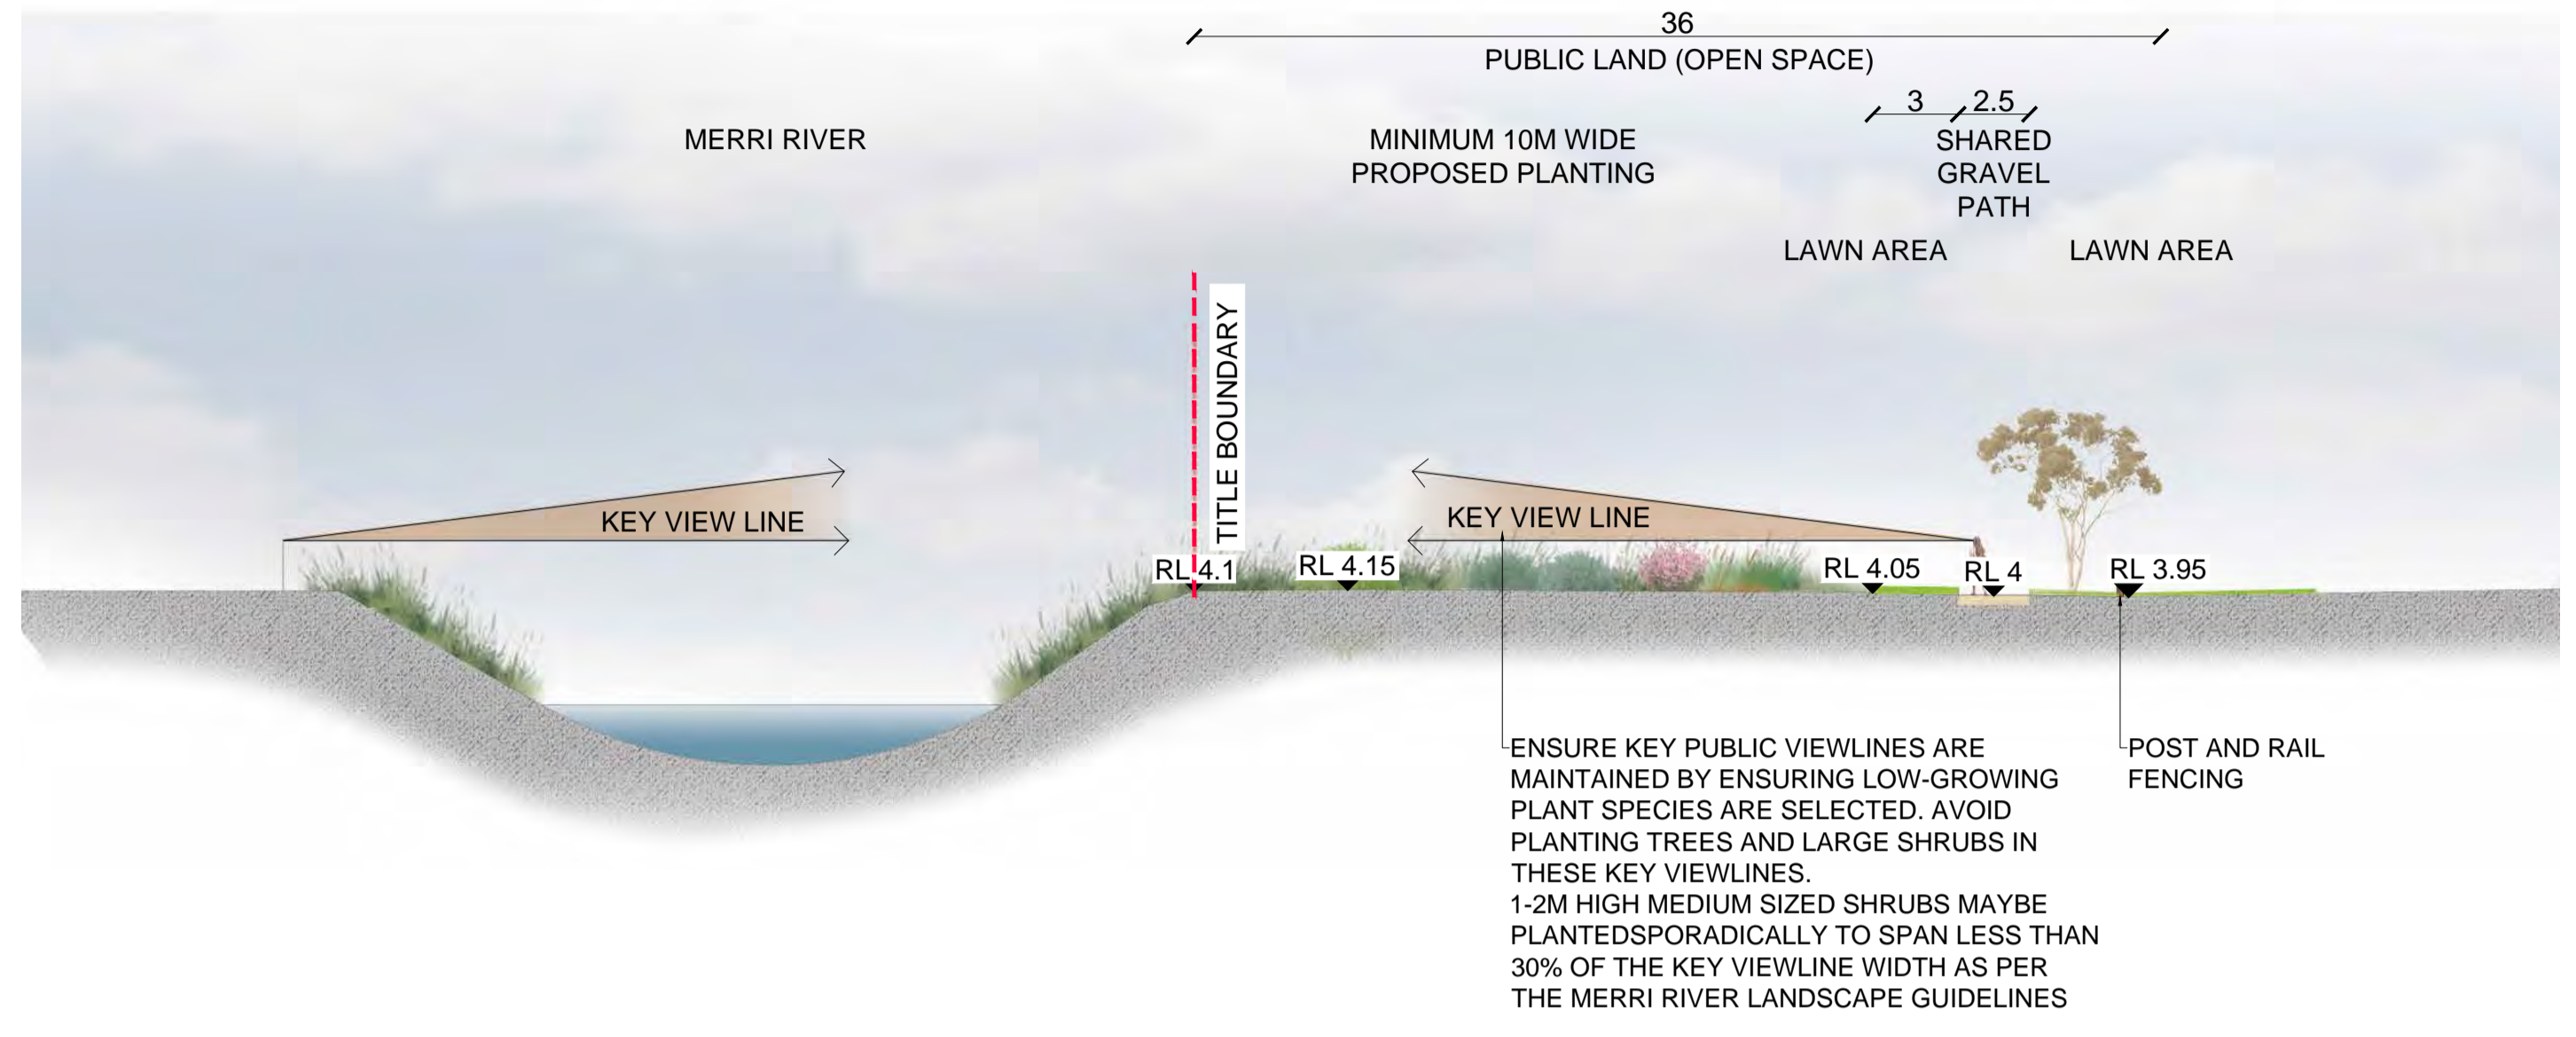 36
PUBLIC LAND (OPEN SPACE)
3
2.5
MERRI RIVER
MINIMUM 10M WIDE
PROPOSED PLANTING
SHARED
GRAVEL
PATH
LAWN AREA
LAWN AREA
TITLE BOUNDARY
KEY VIEW LINE
KEY VIEW LINE
RL 4.1
RL 4.15
RL 4.05
RL 4
RL 3.95
ENSURE KEY PUBLIC VIEWLINES ARE
MAINTAINED BY ENSURING LOW-GROWING
PLANT SPECIES ARE SELECTED. AVOID
PLANTING TREES AND LARGE SHRUBS IN
THESE KEY VIEWLINES.
1-2M HIGH MEDIUM SIZED SHRUBS MAYBE
PLANTEDSPORADICALLY TO SPAN LESS THAN
30% OF THE KEY VIEWLINE WIDTH AS PER
THE MERRI RIVER LANDSCAPE GUIDELINES
POST AND RAIL
FENCING